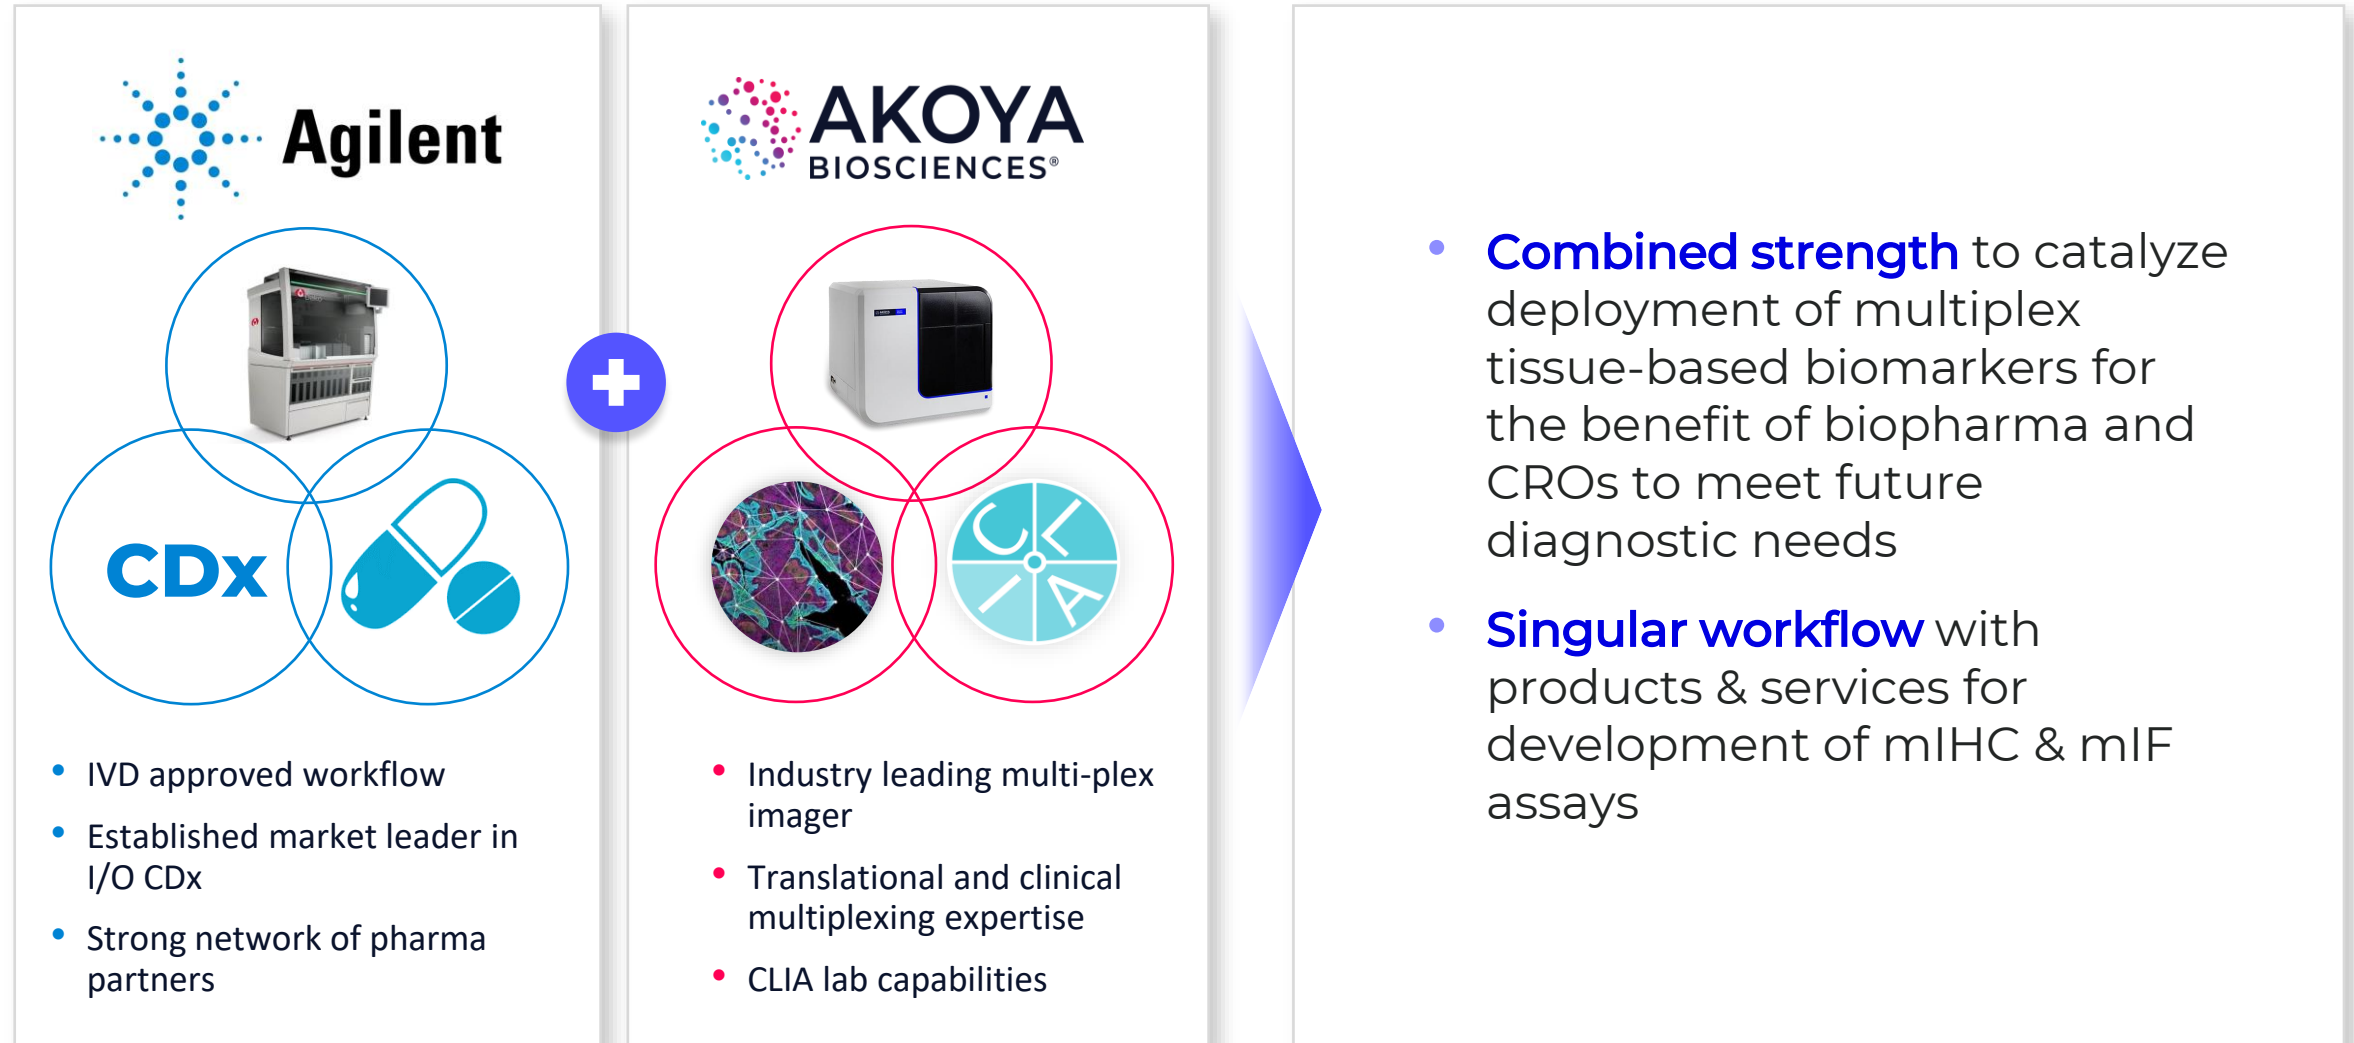 Agilent
AKOYA
BIOSCIENCES®
CDx
CLIA
• IVD approved workflow
• Established market leader in
I/O CDx
• Strong network of pharma
partners
• Industry leading multi-plex
imager
• Translational and clinical
multiplexing expertise
• CLIA lab capabilities
• Combined strength to catalyze
deployment of multiplex
tissue-based biomarkers for
the benefit of biopharma and
CROs to meet future
diagnostic needs
• Singular workflow with
products & services for
development of mIHC & mIF
assays